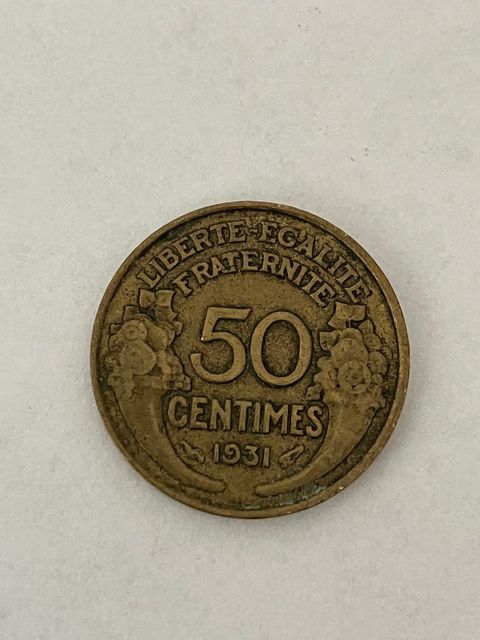 LIBERTE-EGALITE
FRATERNITE
50
CENTIMES
1931